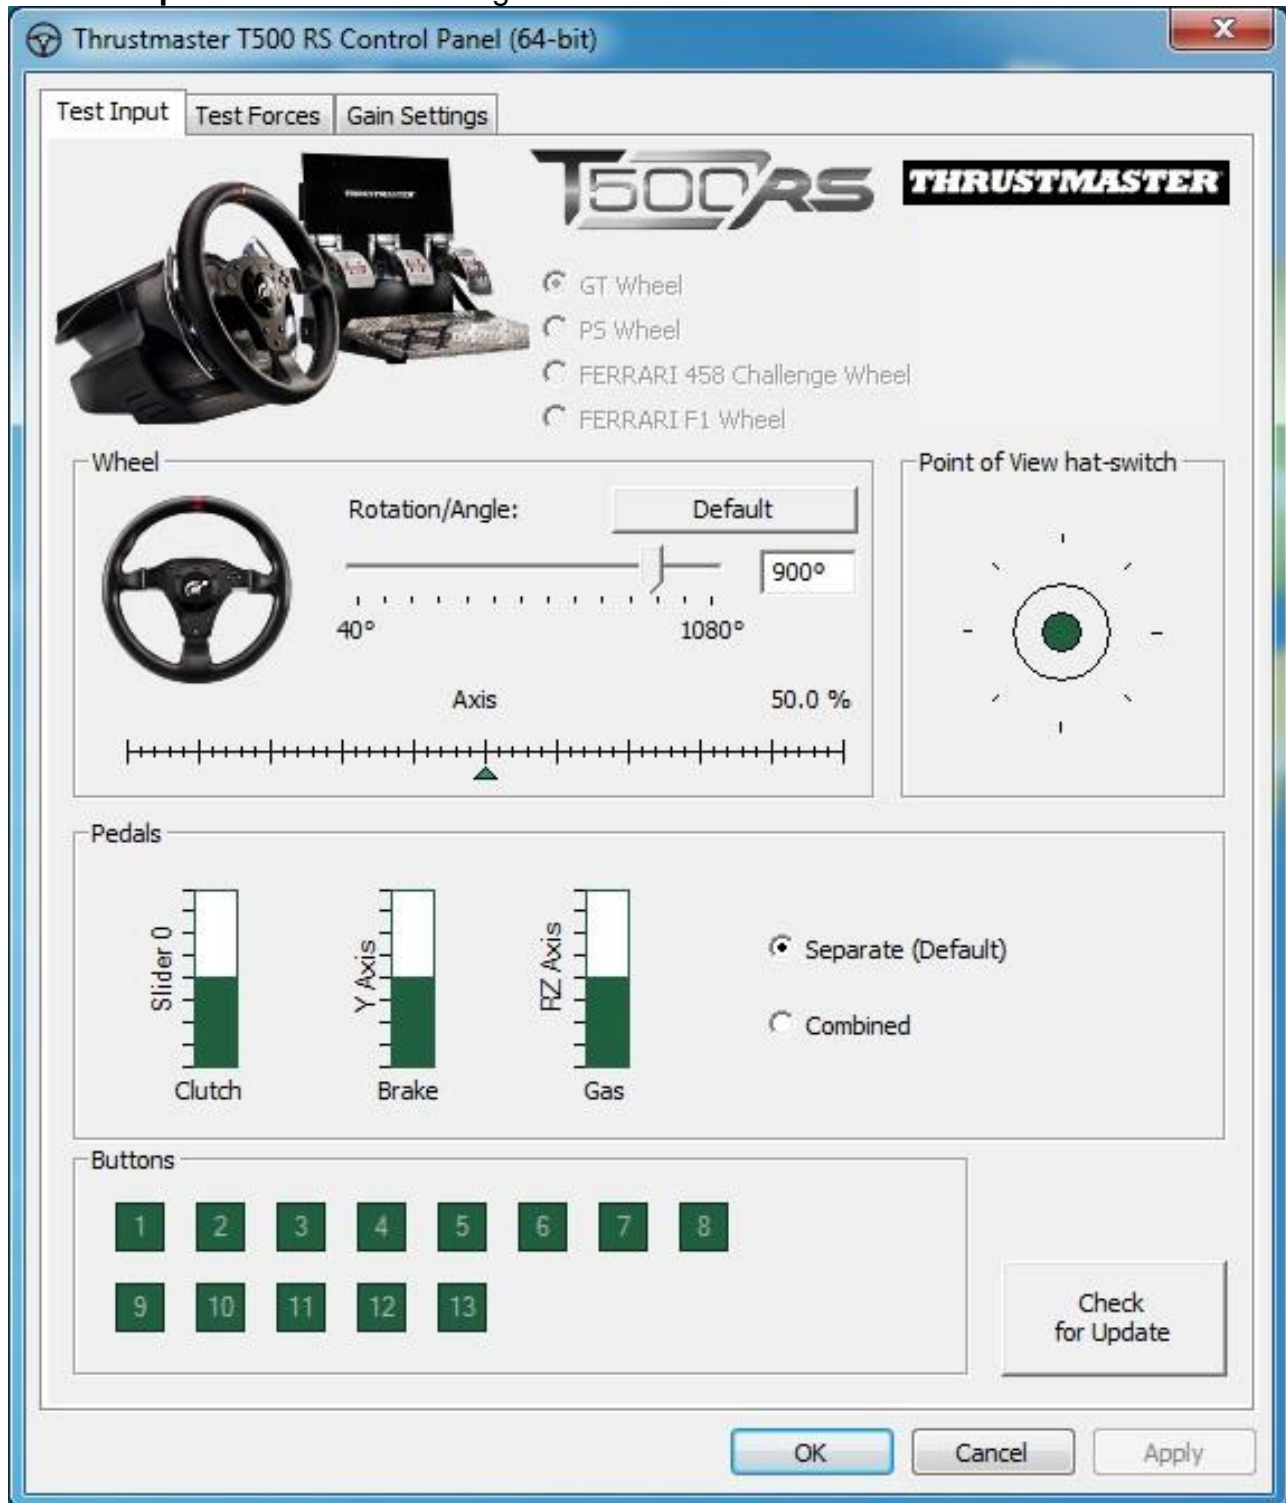 Thrustmaster T500 RS Control Panel (64-bit)
Test Input
Test Forces
Gain Settings
THRUSTMASTER
T500RS
THRUSTMASTER
GT Wheel
PS Wheel
FERRARI 458 Challenge Wheel
FERRARI F1 Wheel
Wheel
Rotation/Angle:
Default
900°
40°
1080°
Axis
50.0 %
Point of View hat-switch
Pedals
Slider 0
Clutch
Y Axis
Brake
RZ Axis
Gas
Separate (Default)
Combined
Buttons
1 2 3 4 5 6 7 8
9 10 11 12 13
Check
for Update
OK
Cancel
Apply